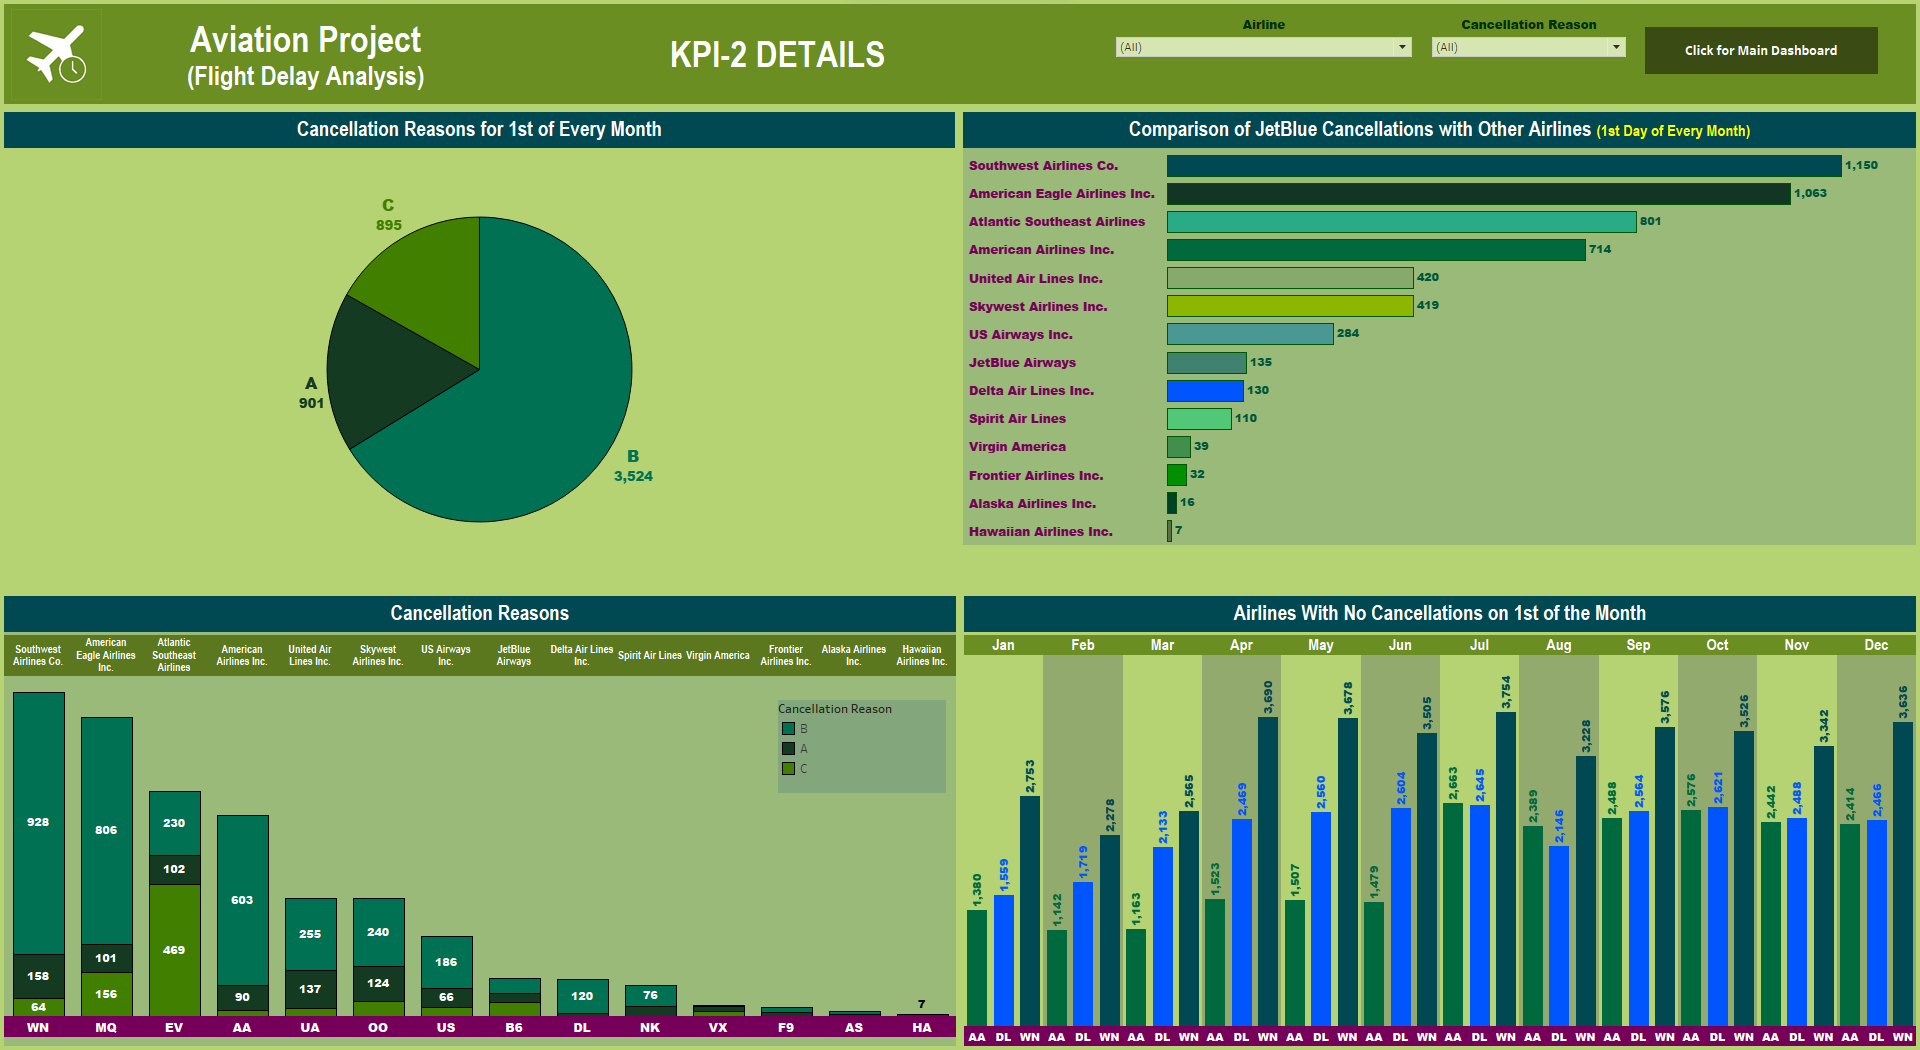 Aviation Project
(Flight Delay Analysis)
KPI-2 DETAILS
Airline
(All)
Cancellation Reason
(All)
Click for Main Dashboard
Cancellation Reasons for 1st of Every Month
C
895
A
901
B
3,524
Comparison of JetBlue Cancellations with Other Airlines (1st Day of Every Month)
Southwest Airlines Co. 1,150
American Eagle Airlines Inc. 1,063
Atlantic Southeast Airlines 801
American Airlines Inc. 714
United Air Lines Inc. 420
Skywest Airlines Inc. 419
US Airways Inc. 284
JetBlue Airways 135
Delta Air Lines Inc. 130
Spirit Air Lines 110
Virgin America 39
Frontier Airlines Inc. 32
Alaska Airlines Inc. 16
Hawaiian Airlines Inc. 7
Cancellation Reasons
Southwest
Airlines Co.
American
Eagle Airlines
Inc.
Atlantic
Southeast
Airlines
American
Airlines Inc.
United Air
Lines Inc.
Skywest
Airlines Inc.
US Airways
Inc.
JetBlue
Airways
Delta Air Lines
Inc.
Spirit Air Lines
Virgin America
Frontier
Airlines Inc.
Alaska Airlines
Inc.
Hawaiian
Airlines Inc.
Cancellation Reason
B
A
C
928
158
64
806
101
156
230
102
469
603
90
255
137
240
124
186
66
120
76
7
WN MQ EV AA UA OO US B6 DL NK VX F9 AS HA
Airlines With No Cancellations on 1st of the Month
Jan Feb Mar Apr May Jun Jul Aug Sep Oct Nov Dec
1,380 1,559 2,753
1,142 1,719 2,278
1,163 2,133 2,565
1,523 2,469 3,690
1,507 2,560 3,678
1,479 2,604 3,505
2,663 2,645 3,754
2,389 2,146 3,228
2,488 2,564 3,576
2,576 2,621 3,526
2,442 2,488 3,342
2,414 2,466 3,636
AA DL WN AA DL WN AA DL WN AA DL WN AA DL WN AA DL WN AA DL WN AA DL WN AA DL WN AA DL WN AA DL WN AA DL WN